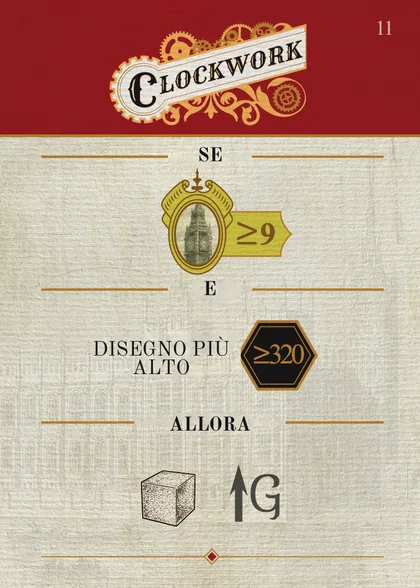 11
CLOCKWORK
SE
≥9
E
DISEGNO PIÙ
ALTO
≥320
ALLORA
G